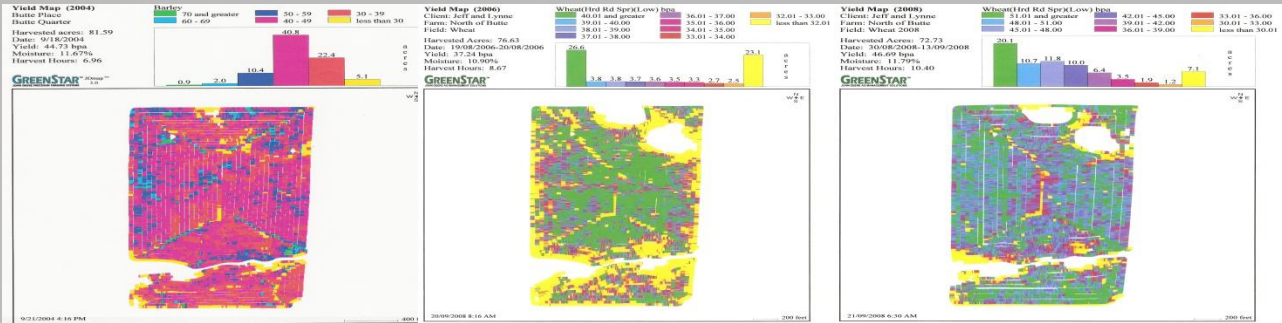 Yield Map (2004)
Butte Place
Butte Quarter
Harvested acres: 81.59
Date: 9/18/2004
Yield: 44.73 bpa
Moisture: 11.67%
Harvest Hours: 6.96
GREENSTAR
Barley
70 and greater
60 - 69
50 - 59
40 - 49
30 - 39
less than 30
0.9
2.0
10.4
40.8
22.4
5.1
acres
N
W E
9/21/2004 4:16 PM
400
Yield Map (2006)
Client: Jeff and Lynne
Farm: North of Butte
Field: Wheat
Harvested Acres: 76.63
Date: 19/08/2006-20/08/2006
Yield: 37.24 bpa
Moisture: 10.90%
Harvest Hours: 8.67
GREENSTAR
Wheat(Hrd Rd Spr)(Low) bpa
40.01 and greater
39.01 - 40.00
38.01 - 39.00
37.01 - 38.00
36.01 - 37.00
35.01 - 36.00
34.01 - 35.00
33.01 - 34.00
32.01 - 33.00
less than 32.01
26.6
3.8
3.8
3.7
3.6
3.5
3.3
2.7
2.5
23.1
acres
N
W E
S
30/09/2008 8:16 AM
200 feet
Yield Map (2008)
Client: Jeff and Lynne
Farm: North of Butte
Field: Wheat 2008
Harvested acres: 72.73
Date: 30/08/2008-13/09/2008
Yield: 46.69 bpa
Moisture: 11.79%
Harvest Hours: 10.40
GREENSTAR
Wheat(Hrd Rd Spr)(Low) bpa
51.01 and greater
48.01 - 51.00
45.01 - 48.00
42.01 - 45.00
39.01 - 42.00
36.01 - 39.00
33.01 - 36.00
30.01 - 33.00
less than 30.01
20.1
10.7
11.8
10.0
6.4
3.5
1.9
1.2
7.1
acres
N
W E
S
21/09/2008 6:30 AM
200 feet